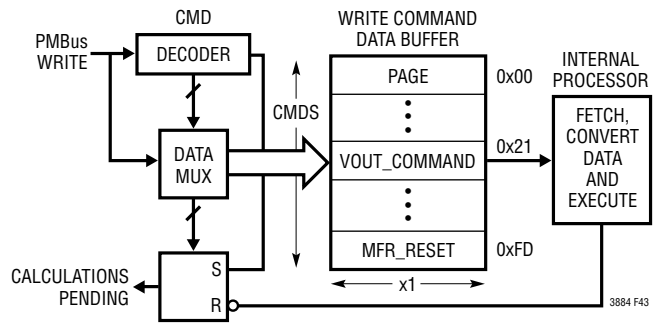 CMD
PMBus
WRITE
DECODER
CMDS
DATA
MUX
S
R
CALCULATIONS
PENDING
WRITE COMMAND
DATA BUFFER
PAGE
0x00
VOUT_COMMAND
0x21
MFR_RESET
0xFD
x1
INTERNAL
PROCESSOR
FETCH,
CONVERT
DATA
AND
EXECUTE
3884 F43